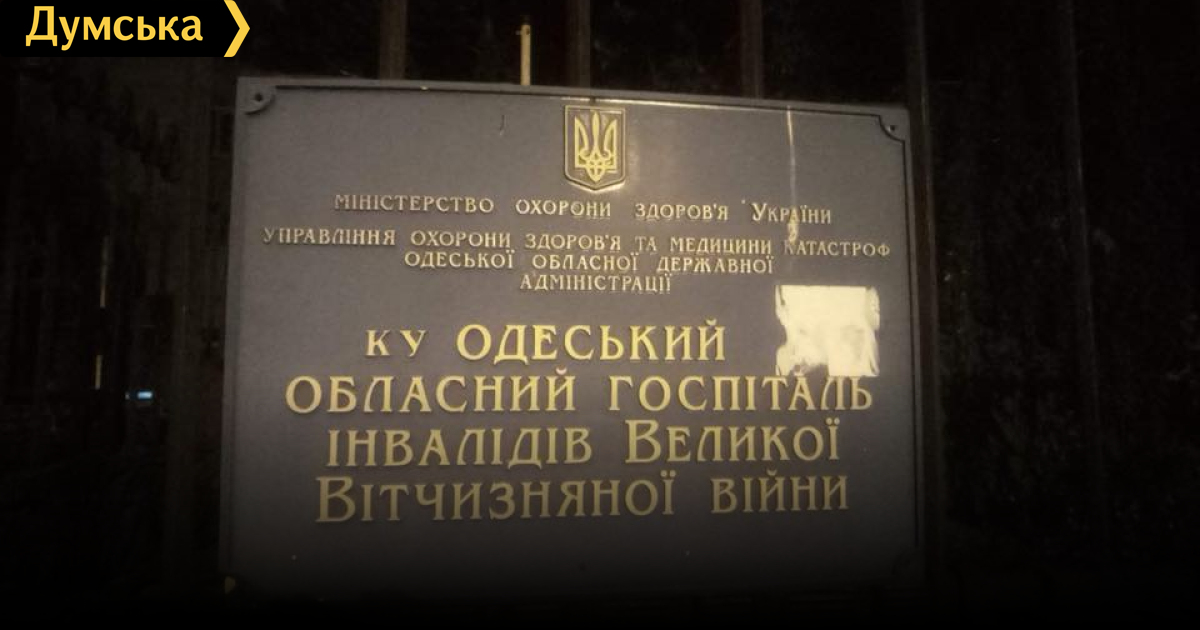 Думська
МІНІСТЕРСТВО ОХОРОНИ ЗДОРОВ'Я УКРАЇНИ
УПРАВЛІННЯ ОХОРОНИ ЗДОРОВ'Я ТА МЕДИЦИНИ КАТАСТРОФ
ОДЕСЬКОЇ ОБЛАСНОЇ ДЕРЖАВНОЇ
АДМІНІСТРАЦІЇ
КУ ОДЕСЬКИЙ
ОБЛАСНИЙ ГОСПІТАЛЬ
ІНВАЛІДІВ ВЕЛИКОЇ
ВІТЧИЗНЯНОЇ ВІЙНИ